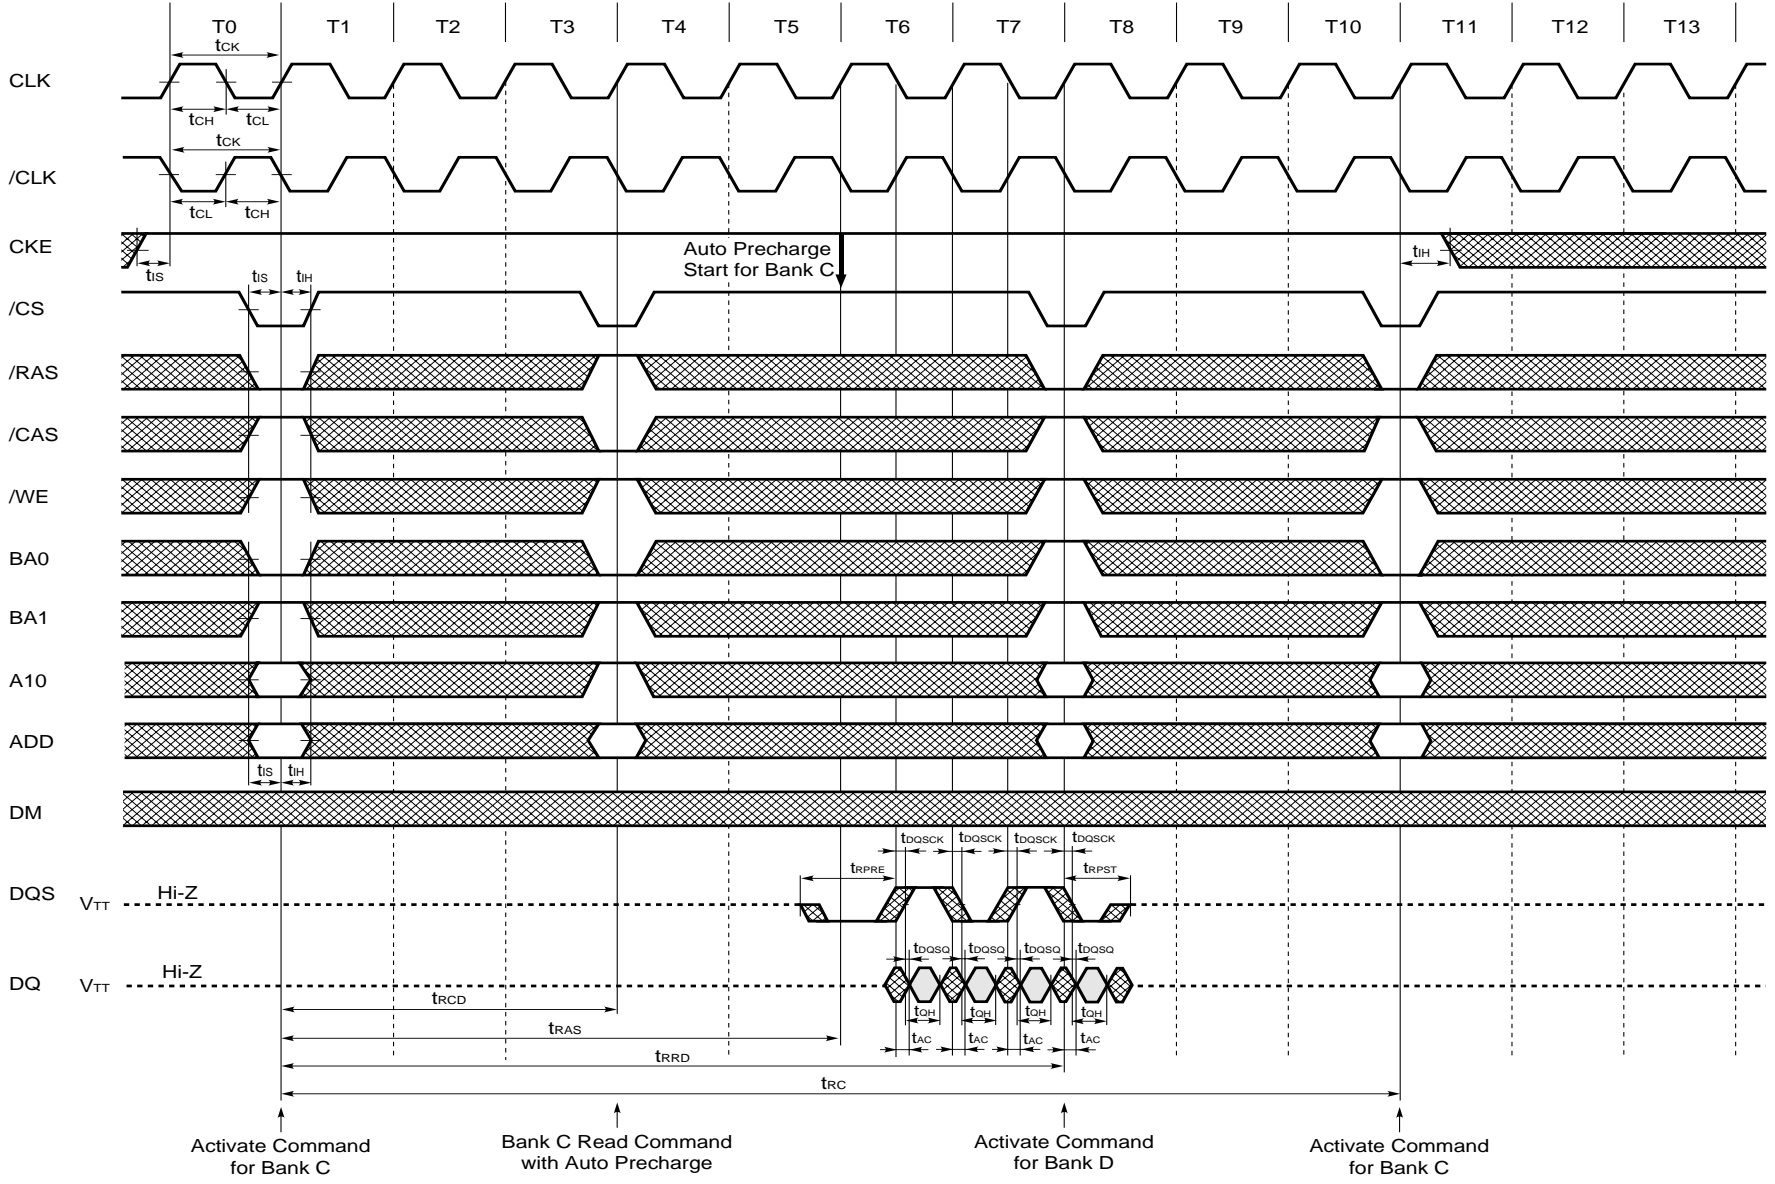 T0 T1 T2 T3 T4 T5 T6 T7 T8 T9 T10 T11 T12 T13
tCK
CLK
tCH tCL
tCK
/CLK
tCL tCH
CKE
Auto Precharge
Start for Bank C
tIH
tIS
tIS tIH
/CS
/RAS
/CAS
/WE
BA0
BA1
A10
ADD
tIS tIH
DM
tDQSCK tDQSCK tDQSCK tDQSCK
tRPRE tRPST
DQS VTT Hi-Z
tDQSQ tDQSQ tDQSQ tDQSQ
DQ VTT Hi-Z
tRCD
tQH tQH tQH tQH
tRAS
tAC tAC tAC tAC
tRRD
tRC
Activate Command
for Bank C
Bank C Read Command
with Auto Precharge
Activate Command
for Bank D
Activate Command
for Bank C